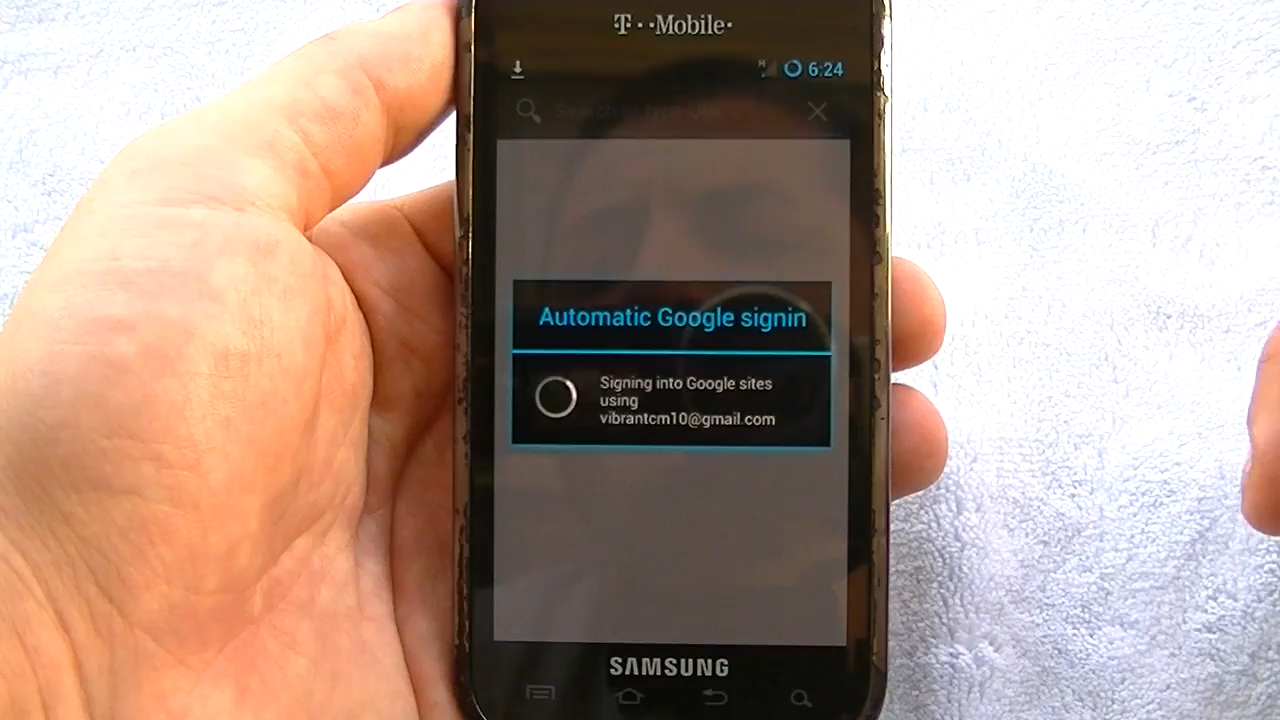 T··Mobile·
H
6:24
Automatic Google signin
Signing into Google sites
using
vibrantcm10@gmail.com
SAMSUNG